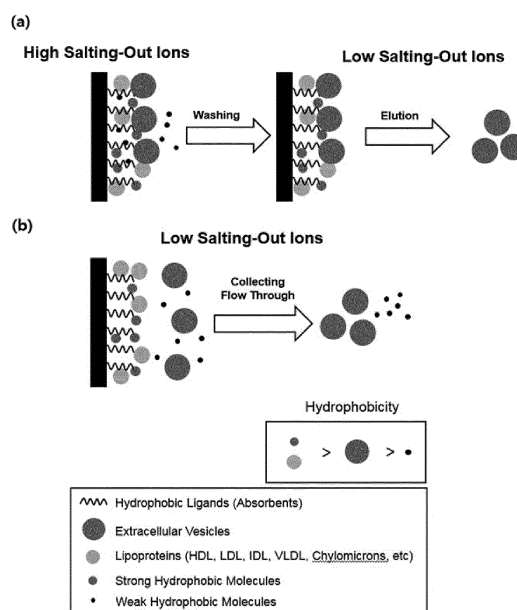 (a)
High Salting-Out Ions
Low Salting-Out Ions
Washing
Elution
(b)
Low Salting-Out Ions
Collecting
Flow Through
Hydrophobicity
> >
Hydrophobic Ligands (Absorbents)
Extracellular Vesicles
Lipoproteins (HDL, LDL, IDL, VLDL, Chylomicrons, etc)
Strong Hydrophobic Molecules
Weak Hydrophobic Molecules